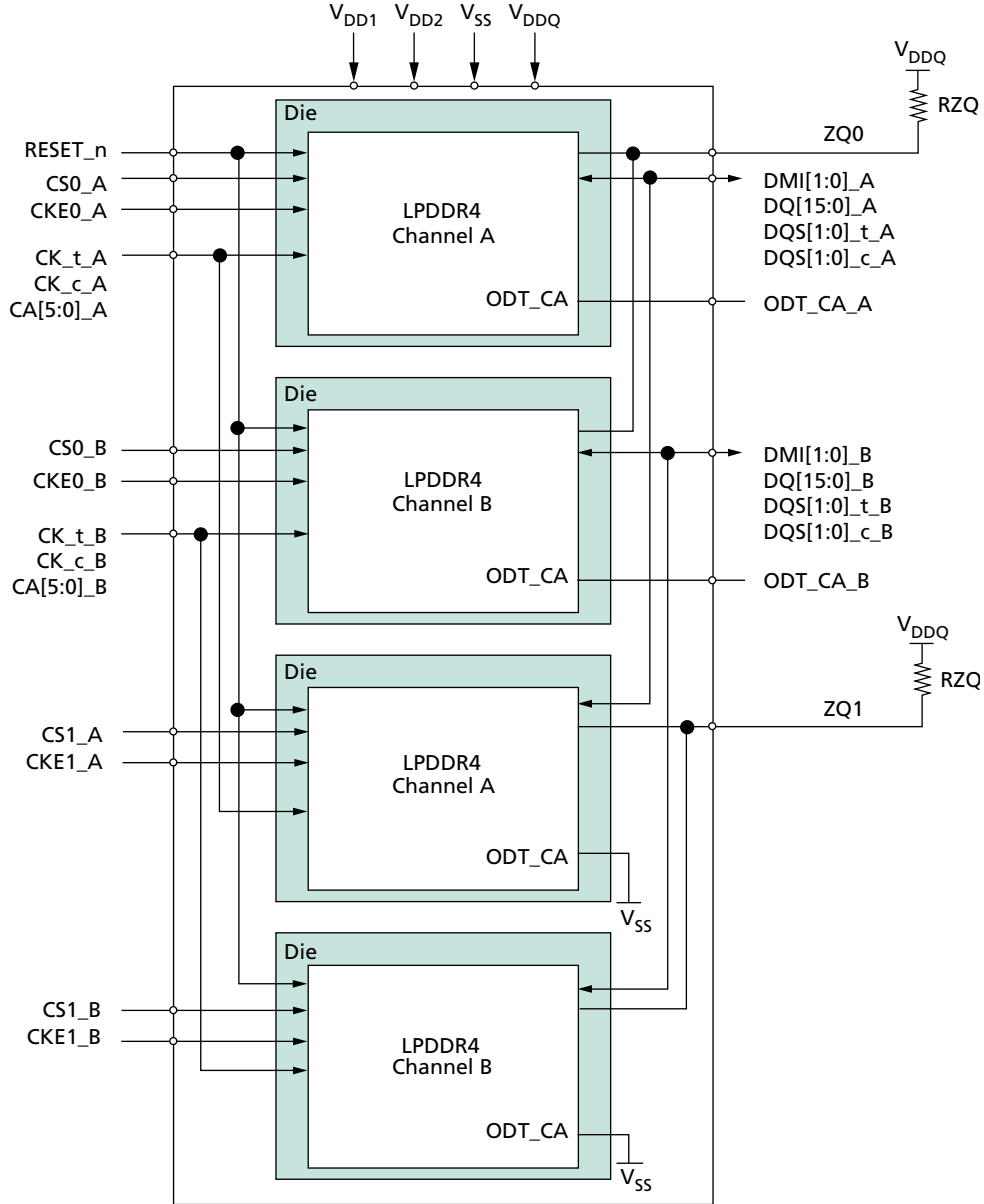 VDD1 VDD2 VSS VDDQ
VDDQ
RZQ
Die
RESET_n
ZQ0
CS0_A
DMI[1:0]_A
CKE0_A
DQ[15:0]_A
LPDDR4
Channel A
DQS[1:0]_t_A
CK_t_A
DQS[1:0]_c_A
CK_c_A
CA[5:0]_A
ODT_CA
ODT_CA_A
Die
CS0_B
DMI[1:0]_B
CKE0_B
DQ[15:0]_B
LPDDR4
Channel B
DQS[1:0]_t_B
CK_t_B
DQS[1:0]_c_B
CK_c_B
CA[5:0]_B
ODT_CA
ODT_CA_B
VDDQ
Die
RZQ
ZQ1
CS1_A
CKE1_A
LPDDR4
Channel A
ODT_CA
VSS
Die
CS1_B
CKE1_B
LPDDR4
Channel B
ODT_CA
VSS